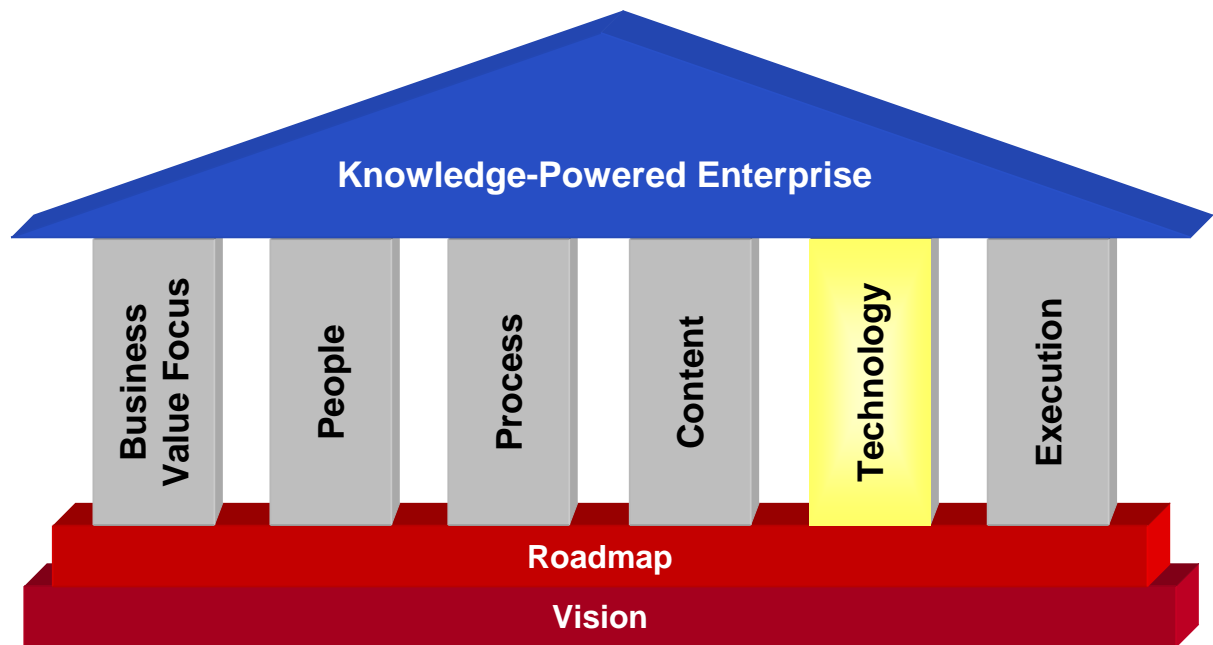 Knowledge-Powered Enterprise
Business
Value Focus
People
Process
Content
Technology
Execution
Roadmap
Vision